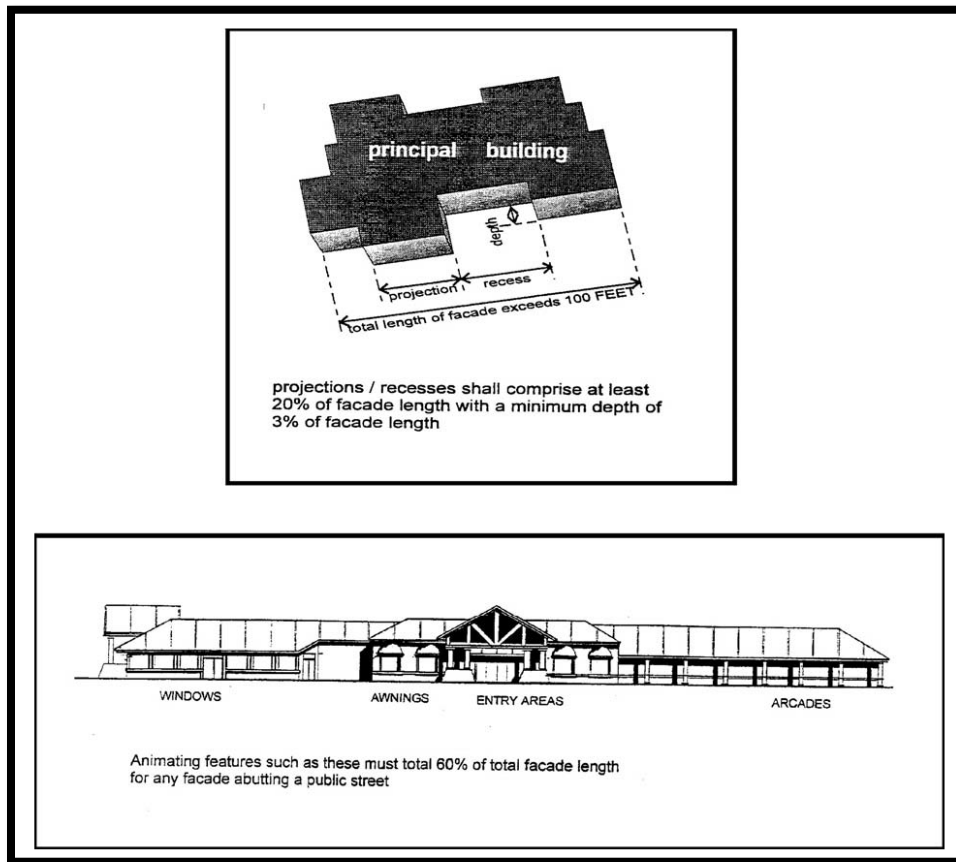 principal building
depth
projection
recess
total length of facade exceeds 100 FEET
projections / recesses shall comprise at least
20% of facade length with a minimum depth of
3% of facade length
WINDOWS
AWNINGS
ENTRY AREAS
ARCADES
Animating features such as these must total 60% of total facade length
for any facade abutting a public street